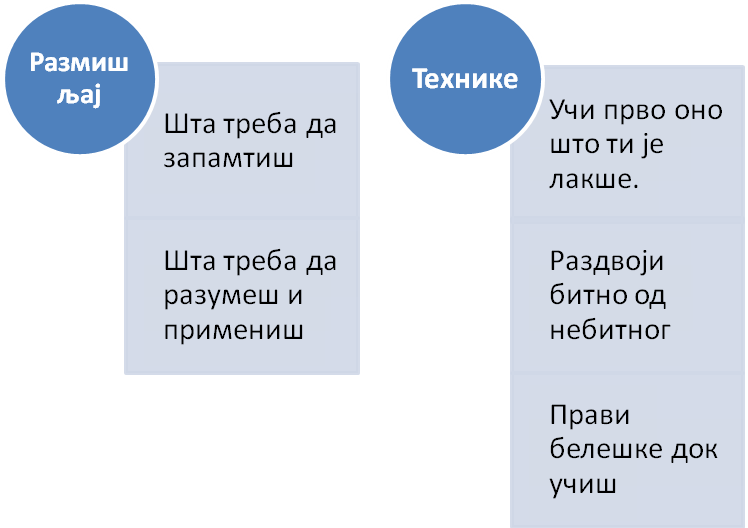 Размиш
љај
Шта треба да
запамтиш
Шта треба да
разумеш и
примениш
Технике
Учи прво оно
што ти је
лакше.
Раздвоји
битно од
небитног
Прави
белешке док
учиш